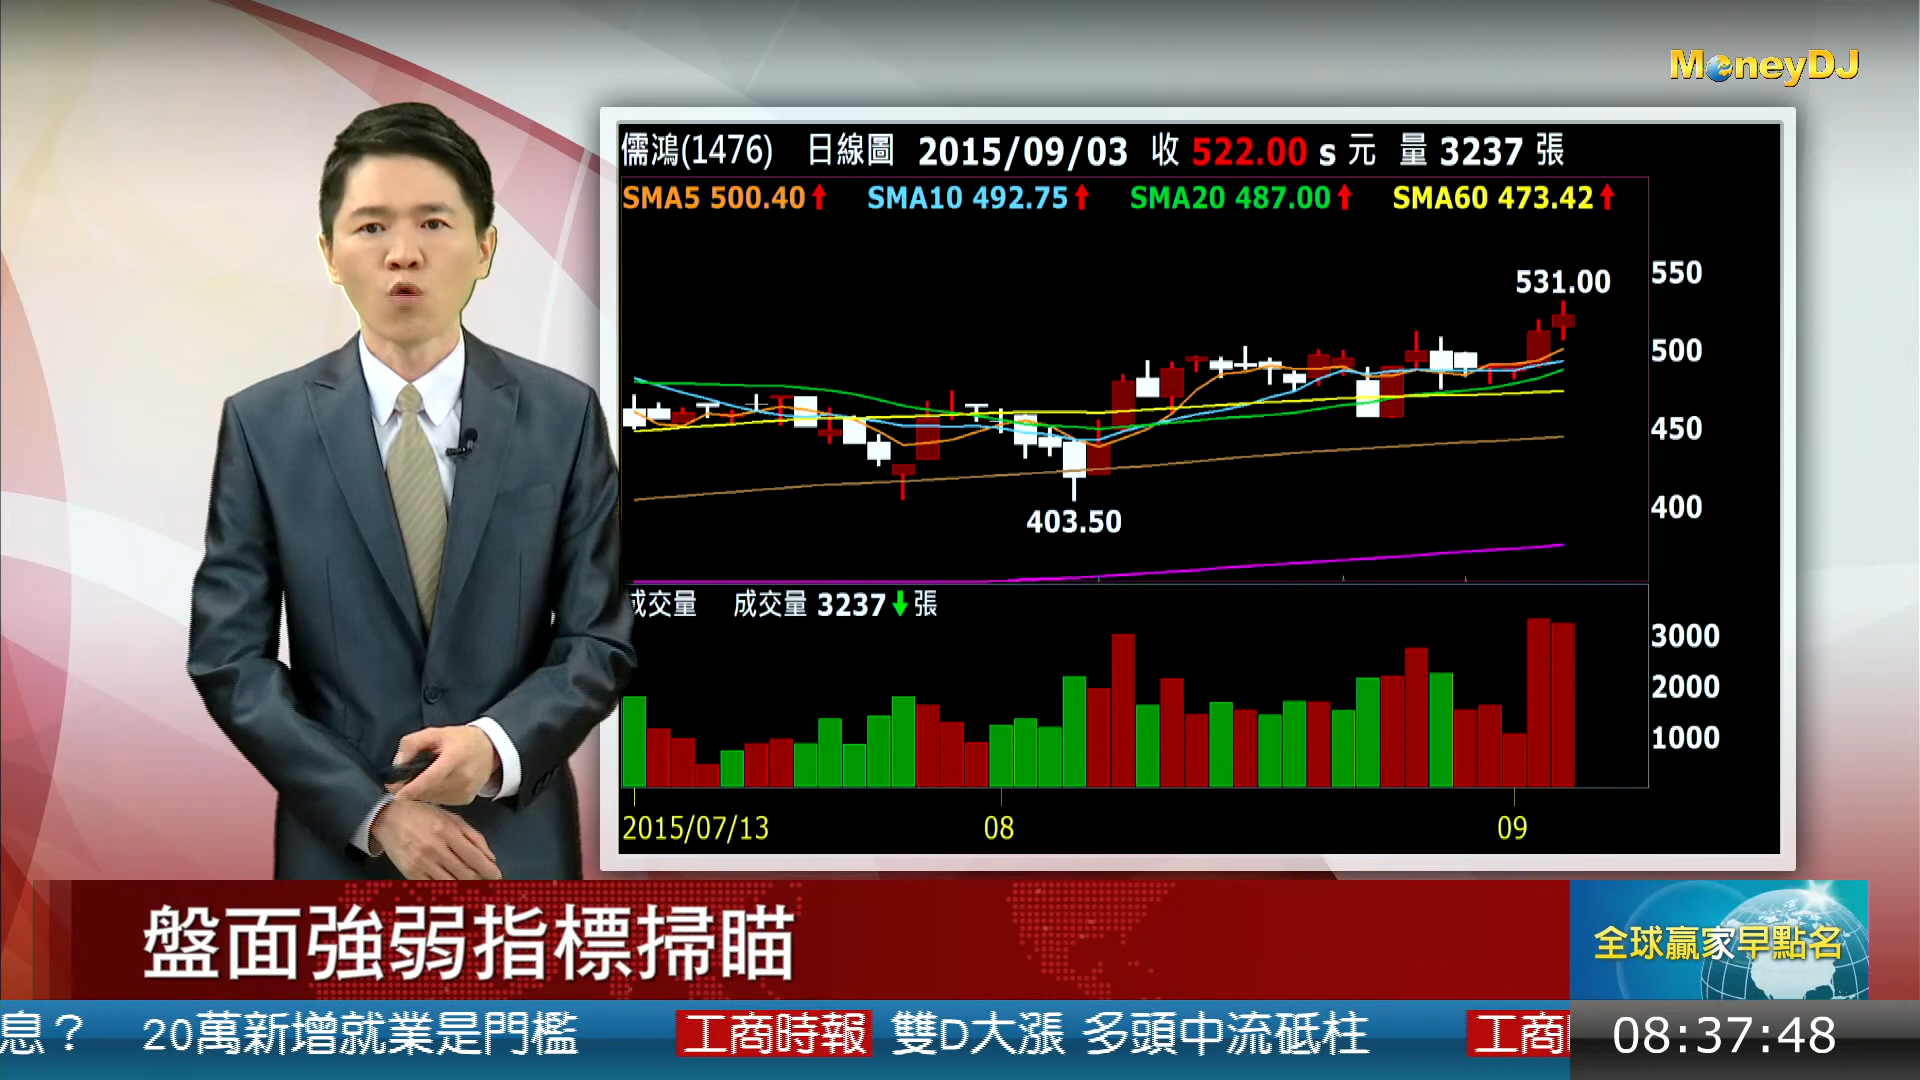 MoneyDJ
儒鴻(1476) 日線圖 2015/09/03 收 522.00 s 元 量 3237 張
SMA5 500.40 SMA10 492.75 SMA20 487.00 SMA60 473.42
531.00
550
500
450
403.50
400
成交量 成交量 3237 張
3000
2000
1000
2015/07/13 08 09
盤面強弱指標掃瞄
全球贏家早點名
息？ 20萬新增就業是門檻 工商時報 雙D大漲 多頭中流砥柱 工商
08:37:48